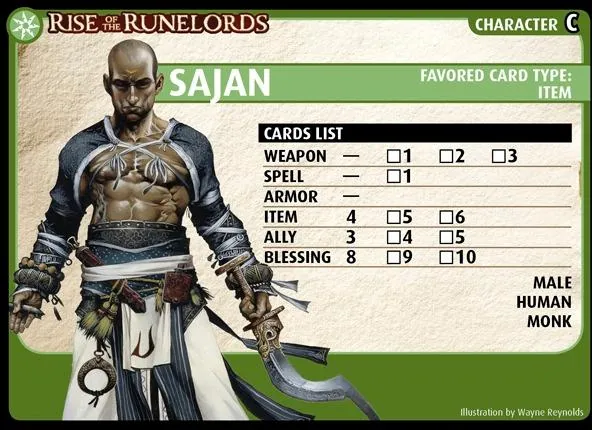 RISE OF THE RUNELORDS
CHARACTER C
SAJAN
FAVORED CARD TYPE:
ITEM
CARDS LIST
WEAPON — □1 □2 □3
SPELL — □1
ARMOR —
ITEM 4 □5 □6
ALLY 3 □4 □5
BLESSING 8 □9 □10
MALE
HUMAN
MONK
Illustration by Wayne Reynolds